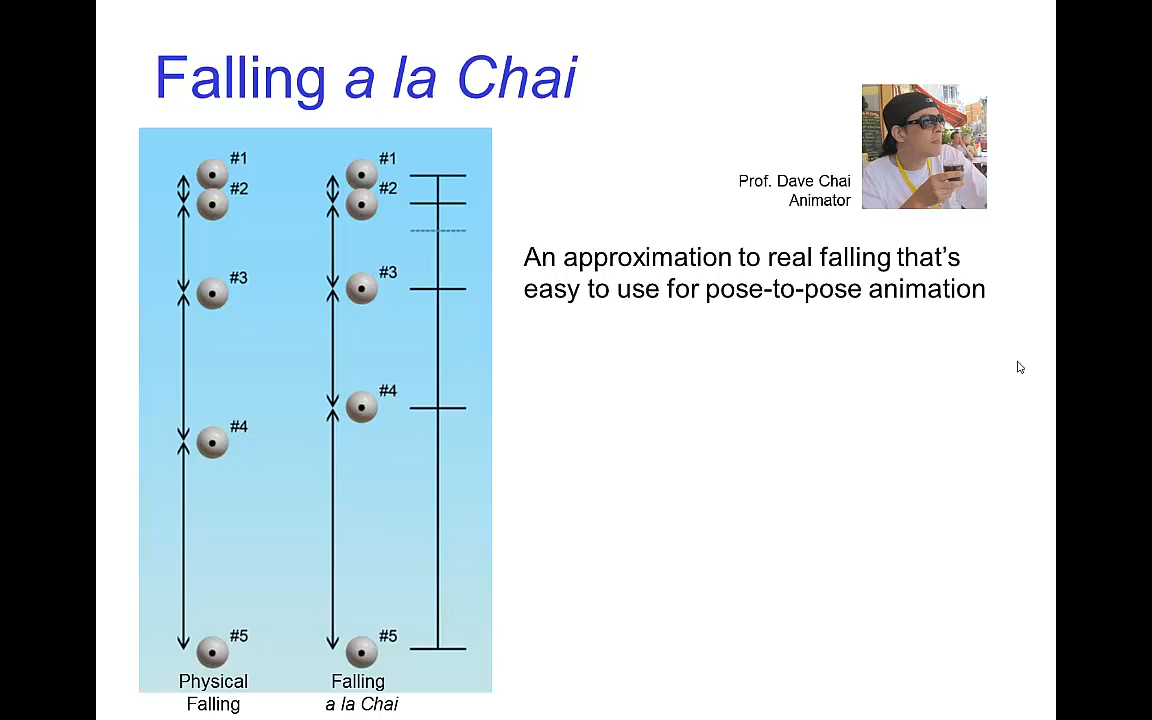 Falling a la Chai
Prof. Dave Chai
Animator
An approximation to real falling that's
easy to use for pose-to-pose animation
#1
#2
#3
#4
#5
Physical
Falling
#1
#2
#3
#4
#5
Falling
a la Chai